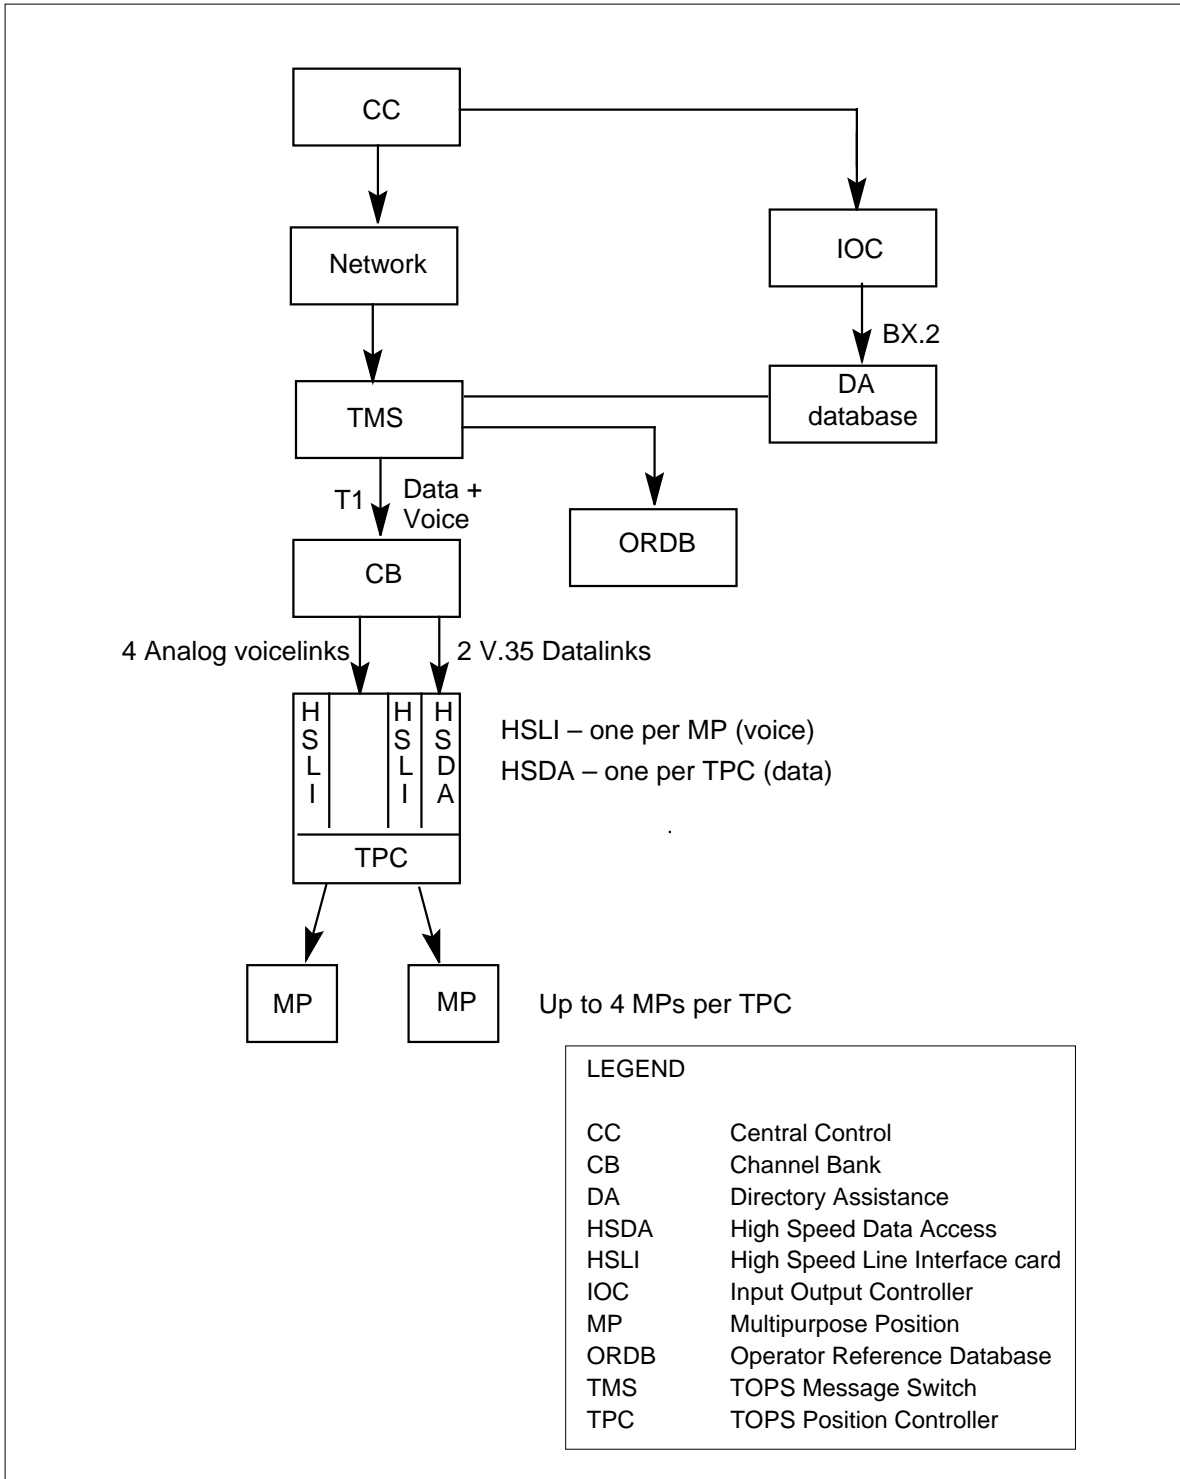 CC
Network
IOC
BX.2
TMS
DA
database
T1
Data +
Voice
ORDB
CB
4 Analog voicelinks
2 V.35 Datalinks
HSLI
HSLI
HSDA
HSLI – one per MP (voice)
HSDA – one per TPC (data)
TPC
MP
MP
Up to 4 MPs per TPC
LEGEND
CC Central Control
CB Channel Bank
DA Directory Assistance
HSDA High Speed Data Access
HSLI High Speed Line Interface card
IOC Input Output Controller
MP Multipurpose Position
ORDB Operator Reference Database
TMS TOPS Message Switch
TPC TOPS Position Controller